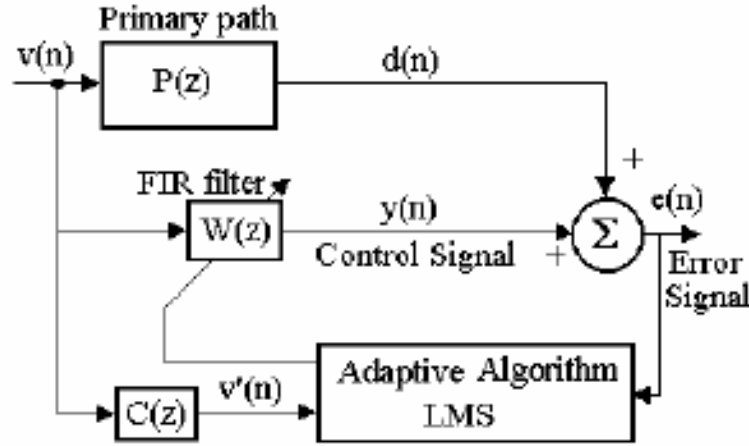 Primary path
v(n)
P(z)
d(n)
+
FIR filter
W(z)
y(n)
Control Signal
+
Σ
e(n)
Error
Signal
C(z)
v'(n)
Adaptive Algorithm
LMS